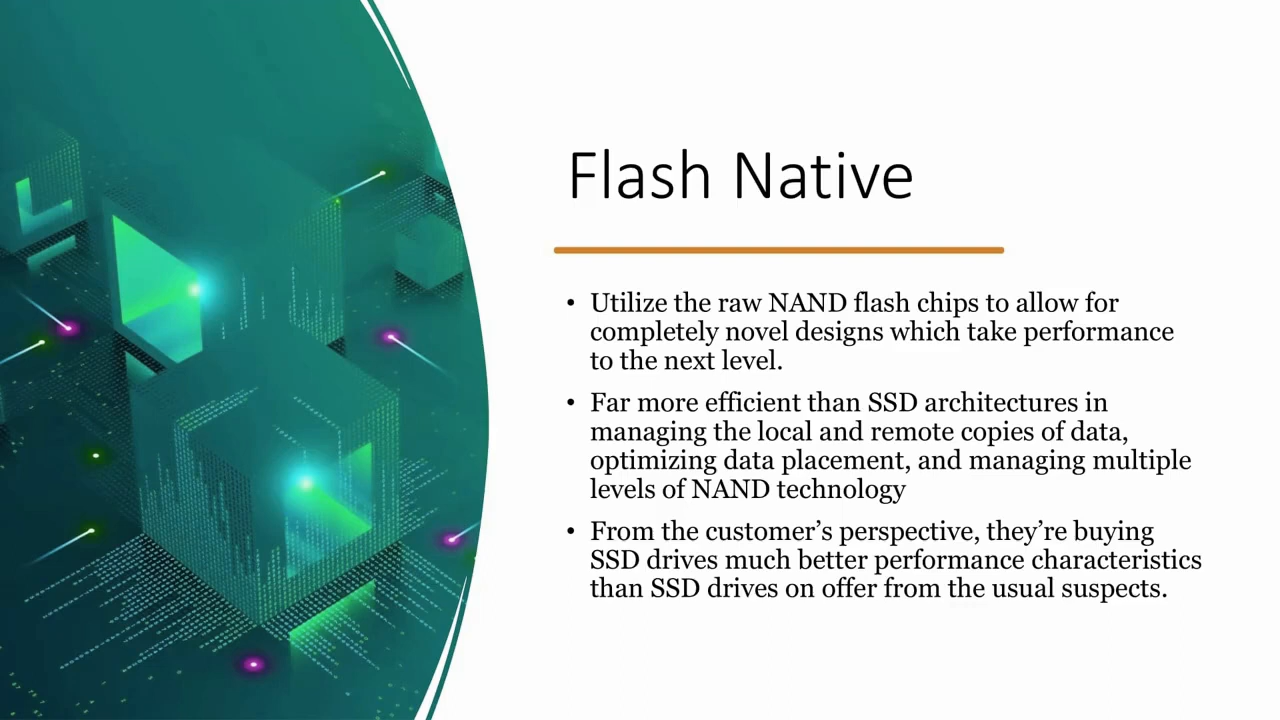 Flash Native
• Utilize the raw NAND flash chips to allow for
completely novel designs which take performance
to the next level.
• Far more efficient than SSD architectures in
managing the local and remote copies of data,
optimizing data placement, and managing multiple
levels of NAND technology
• From the customer’s perspective, they’re buying
SSD drives much better performance characteristics
than SSD drives on offer from the usual suspects.